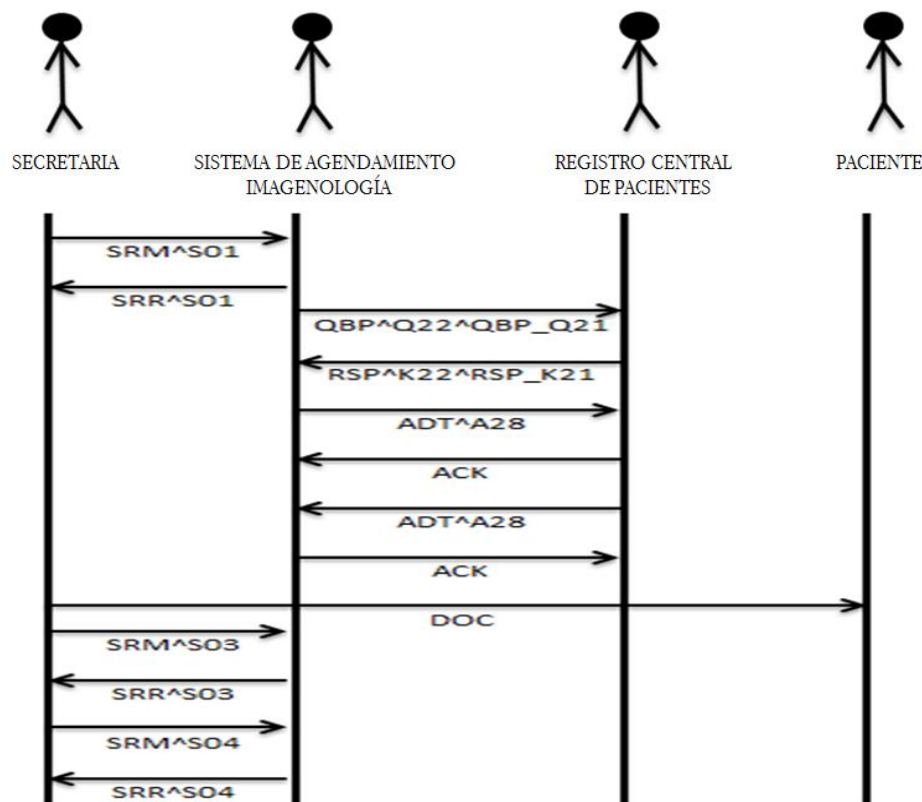 SECRETARIA
SISTEMA DE AGENDAMIENTO
IMAGENOLOGÍA
REGISTRO CENTRAL
DE PACIENTES
PACIENTE
SRM^S01
SRR^S01
QBP^Q22^QBP_Q21
RSP^K22^RSP_K21
ADT^A28
ACK
ADT^A28
ACK
DOC
SRM^S03
SRR^S03
SRM^S04
SRR^S04